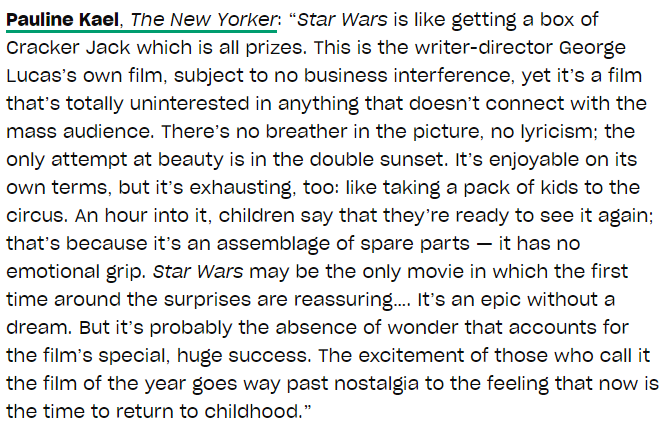 Pauline Kael, The New Yorker: “Star Wars is like getting a box of
Cracker Jack which is all prizes. This is the writer-director George
Lucas’s own film, subject to no business interference, yet it’s a film
that’s totally uninterested in anything that doesn’t connect with the
mass audience. There’s no breather in the picture, no lyricism; the
only attempt at beauty is in the double sunset. It’s enjoyable on its
own terms, but it’s exhausting, too: like taking a pack of kids to the
circus. An hour into it, children say that they’re ready to see it again;
that’s because it’s an assemblage of spare parts — it has no
emotional grip. Star Wars may be the only movie in which the first
time around the surprises are reassuring…. It’s an epic without a
dream. But it’s probably the absence of wonder that accounts for
the film’s special, huge success. The excitement of those who call it
the film of the year goes way past nostalgia to the feeling that now is
the time to return to childhood.”